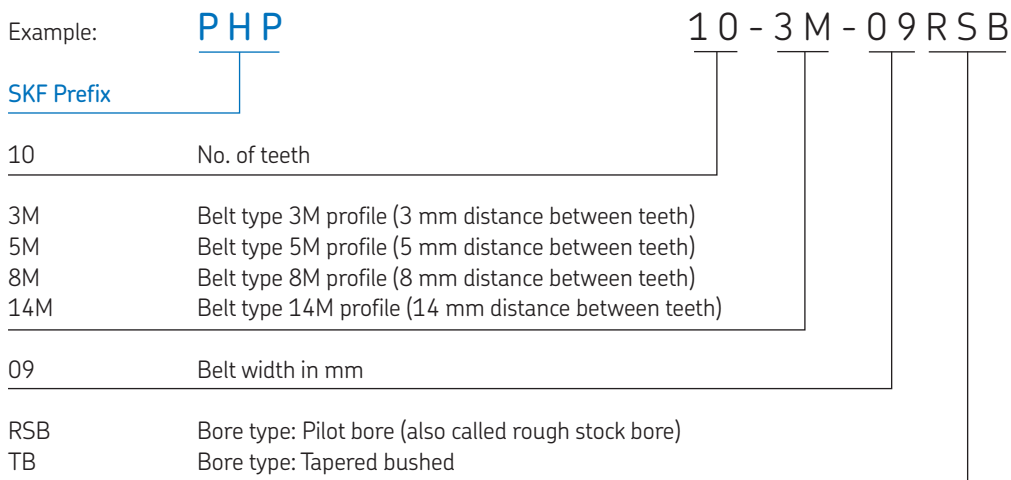 Example: PHP 10-3M-09RSB
SKF Prefix
10 No. of teeth
3M Belt type 3M profile (3 mm distance between teeth)
5M Belt type 5M profile (5 mm distance between teeth)
8M Belt type 8M profile (8 mm distance between teeth)
14M Belt type 14M profile (14 mm distance between teeth)
09 Belt width in mm
RSB Bore type: Pilot bore (also called rough stock bore)
TB Bore type: Tapered bushed